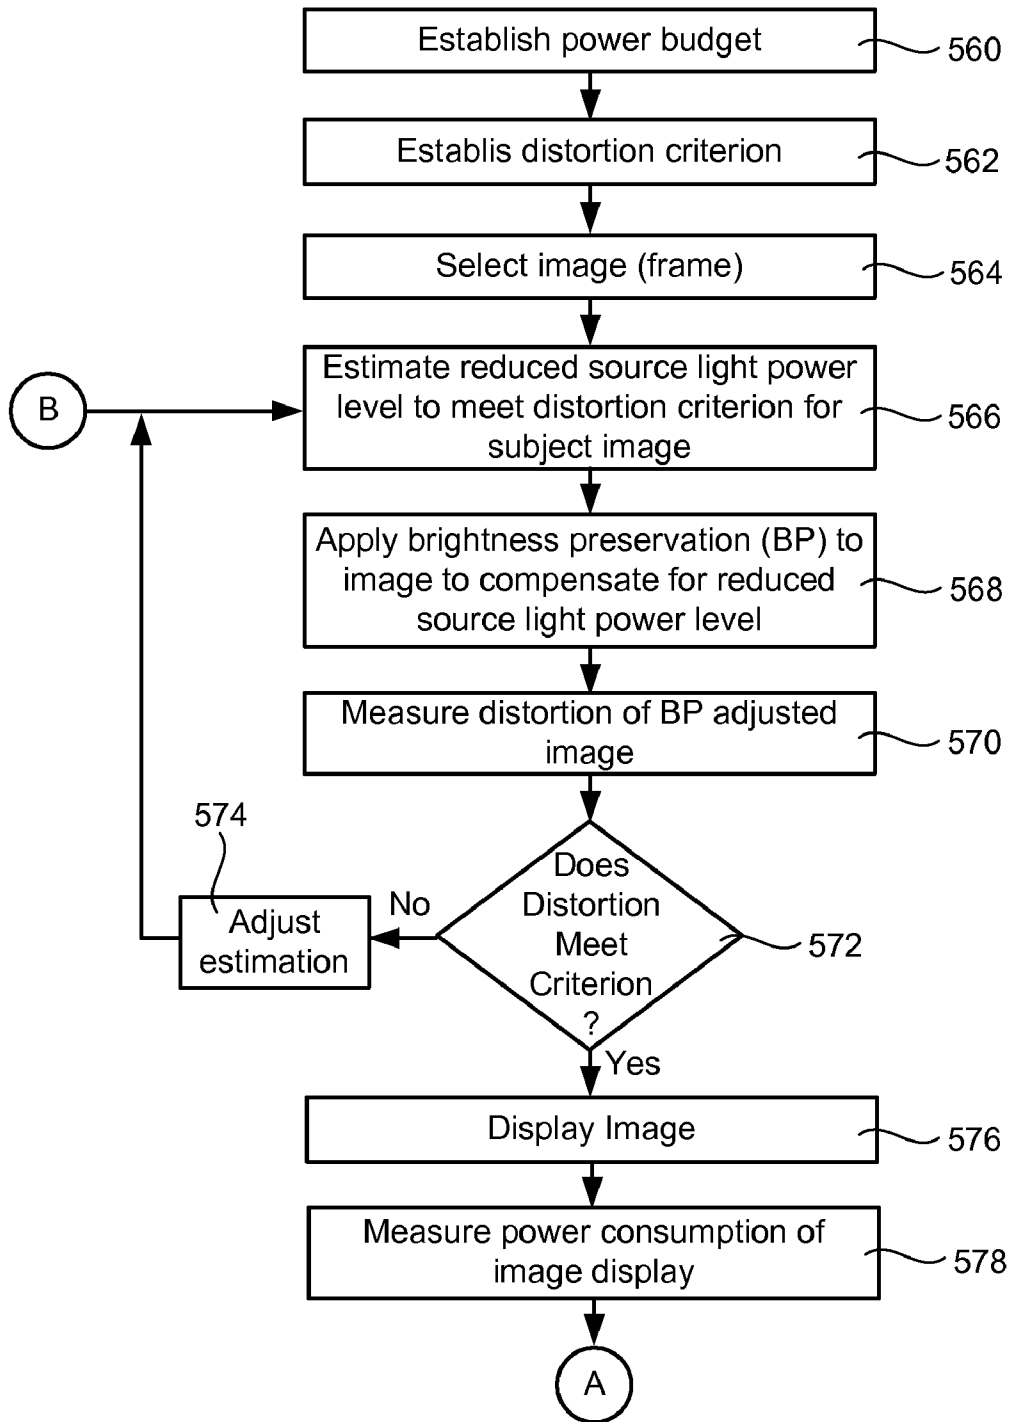 Establish power budget
560
Establis distortion criterion
562
Select image (frame)
564
Estimate reduced source light power
level to meet distortion criterion for
subject image
566
B
Apply brightness preservation (BP) to
image to compensate for reduced
source light power level
568
Measure distortion of BP adjusted
image
570
574
Adjust
estimation
No
Does
Distortion
Meet
Criterion
?
572
Yes
Display Image
576
Measure power consumption of
image display
578
A